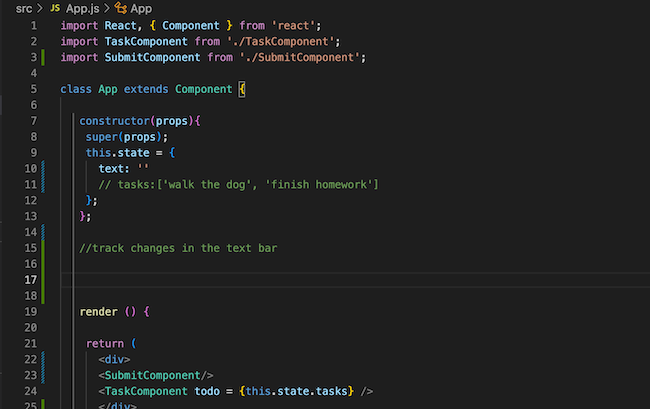 src > JS App.js > App
1 import React, { Component } from 'react';
2 import TaskComponent from './TaskComponent';
3 import SubmitComponent from './SubmitComponent';
4
5 class App extends Component {
6
7 constructor(props){
8 super(props);
9 this.state = {
10 text: ''
11 // tasks:['walk the dog', 'finish homework']
12 };
13 };
14
15 //track changes in the text bar
16
17
18
19 render () {
20
21 return (
22 <div>
23 <SubmitComponent/>
24 <TaskComponent todo = {this.state.tasks} />
25 </div>